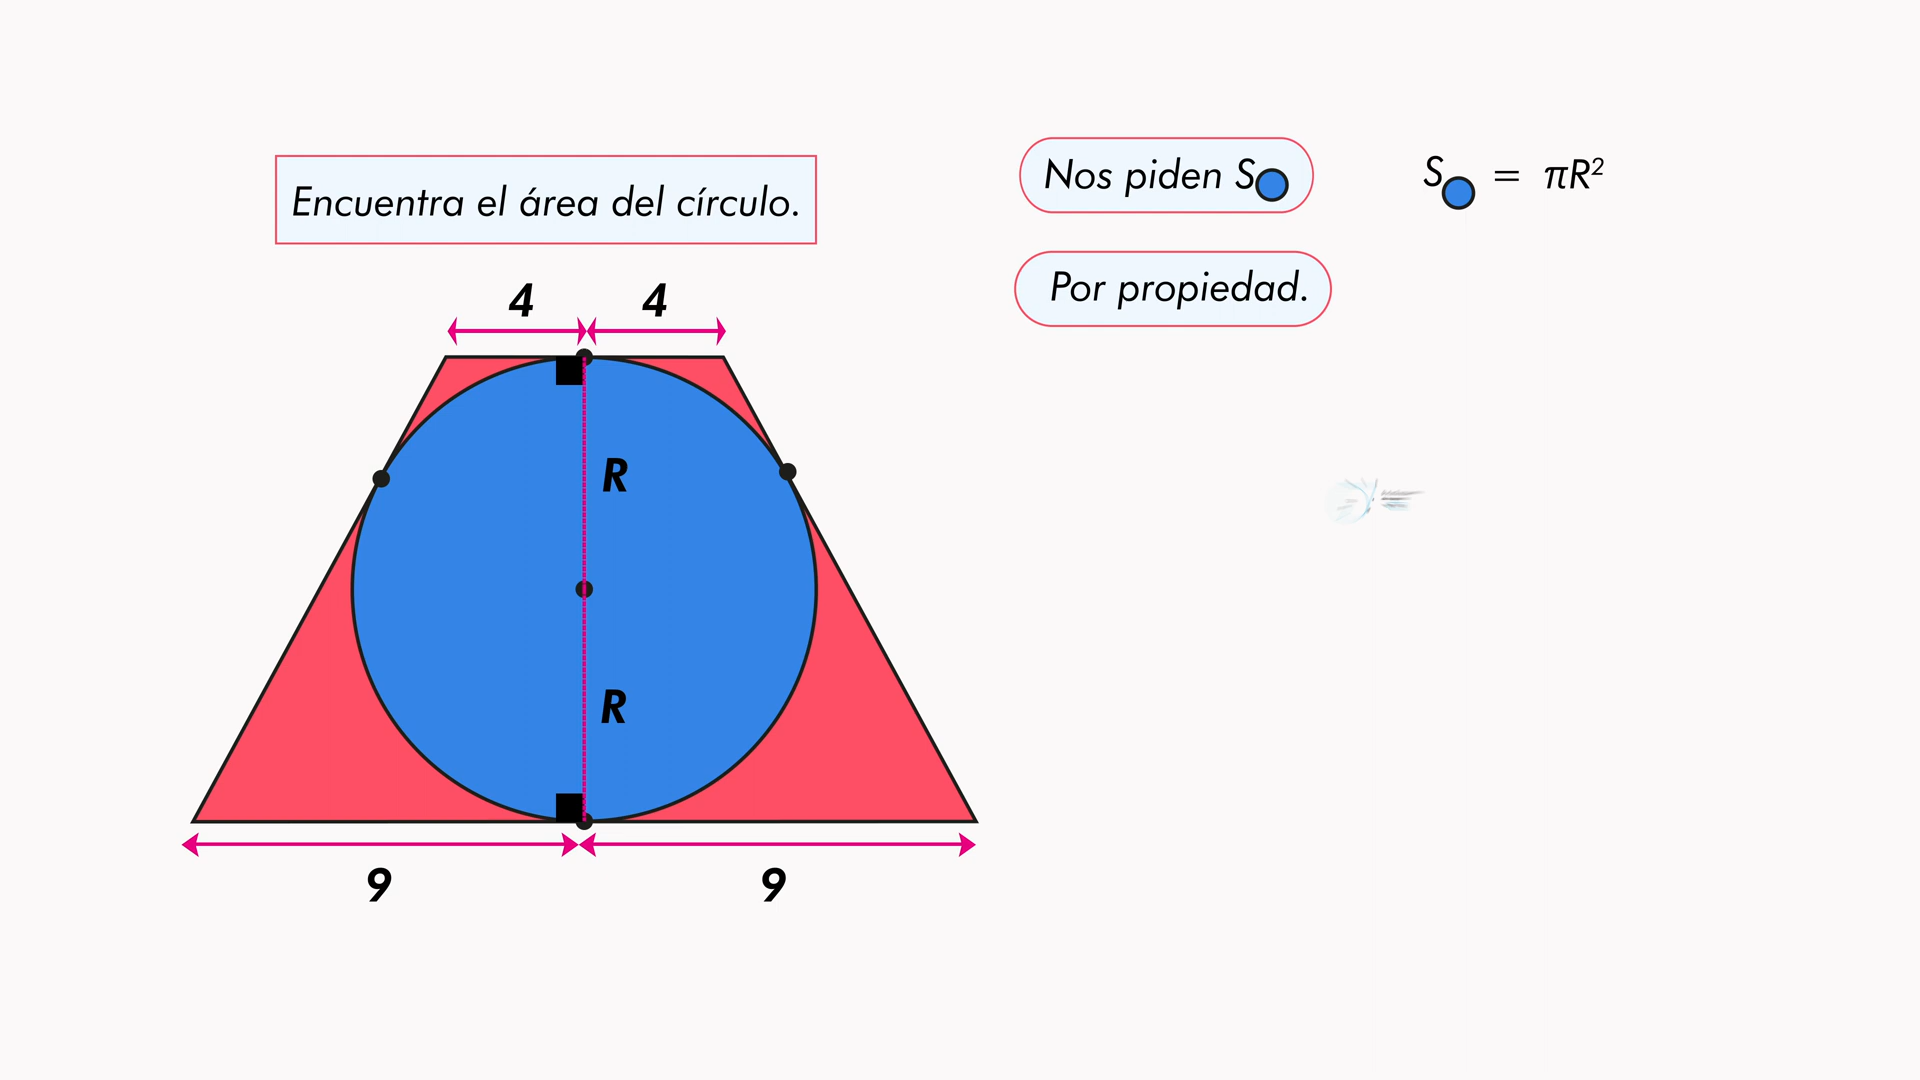 Encuentra el área del círculo.
Nos piden S
S = πR²
Por propiedad.
4 4
R
R
9 9